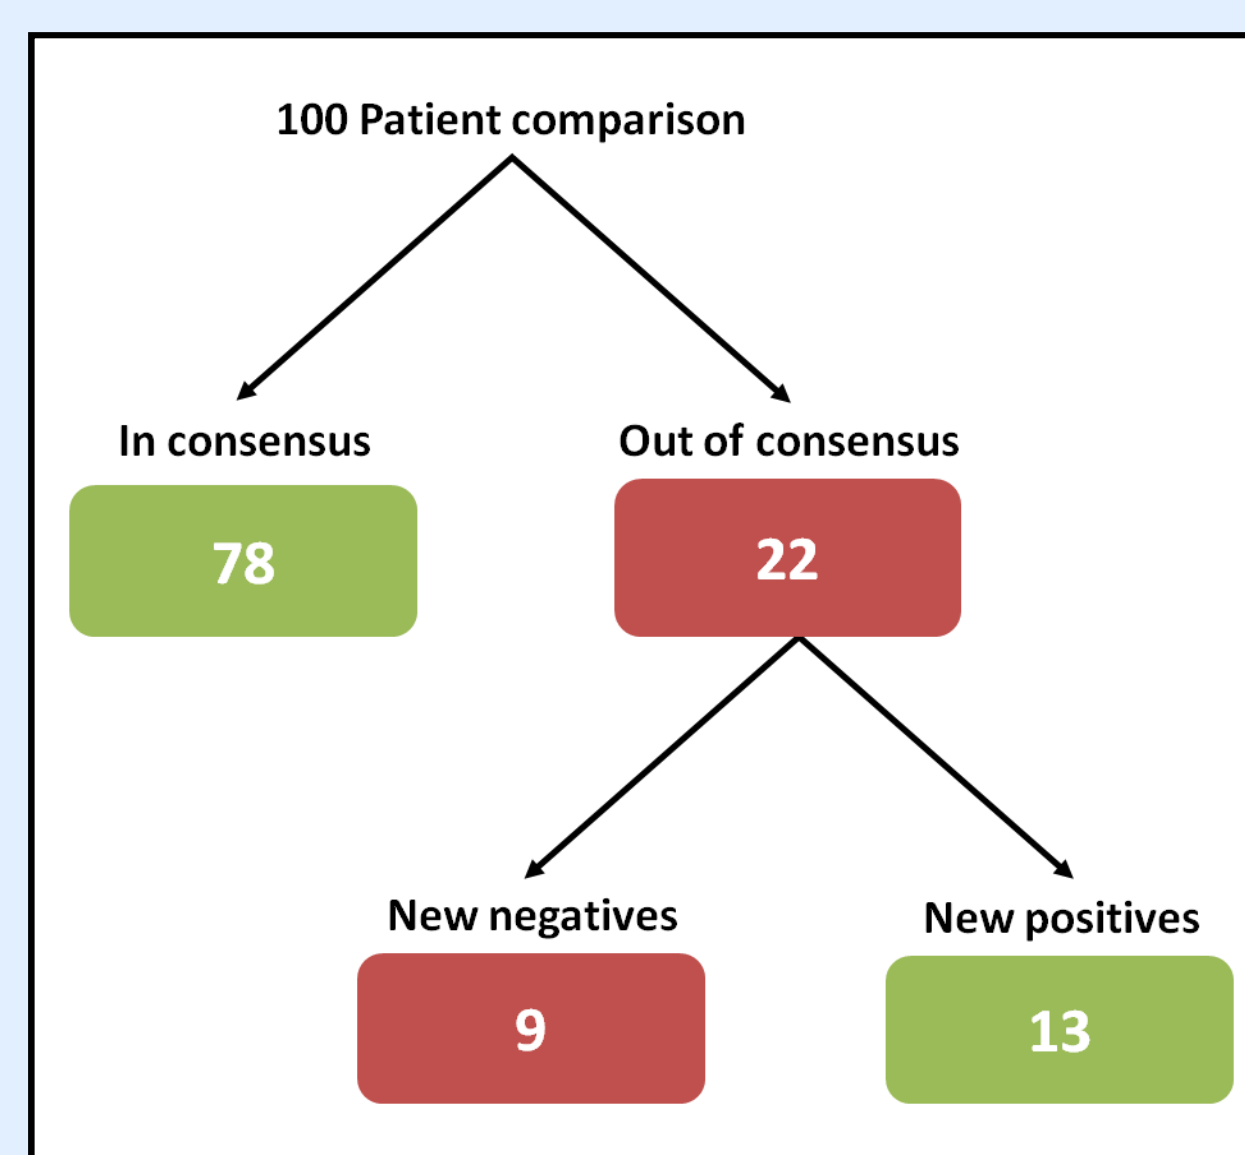 100 Patient comparison
In consensus
Out of consensus
78
22
New negatives
New positives
9
13